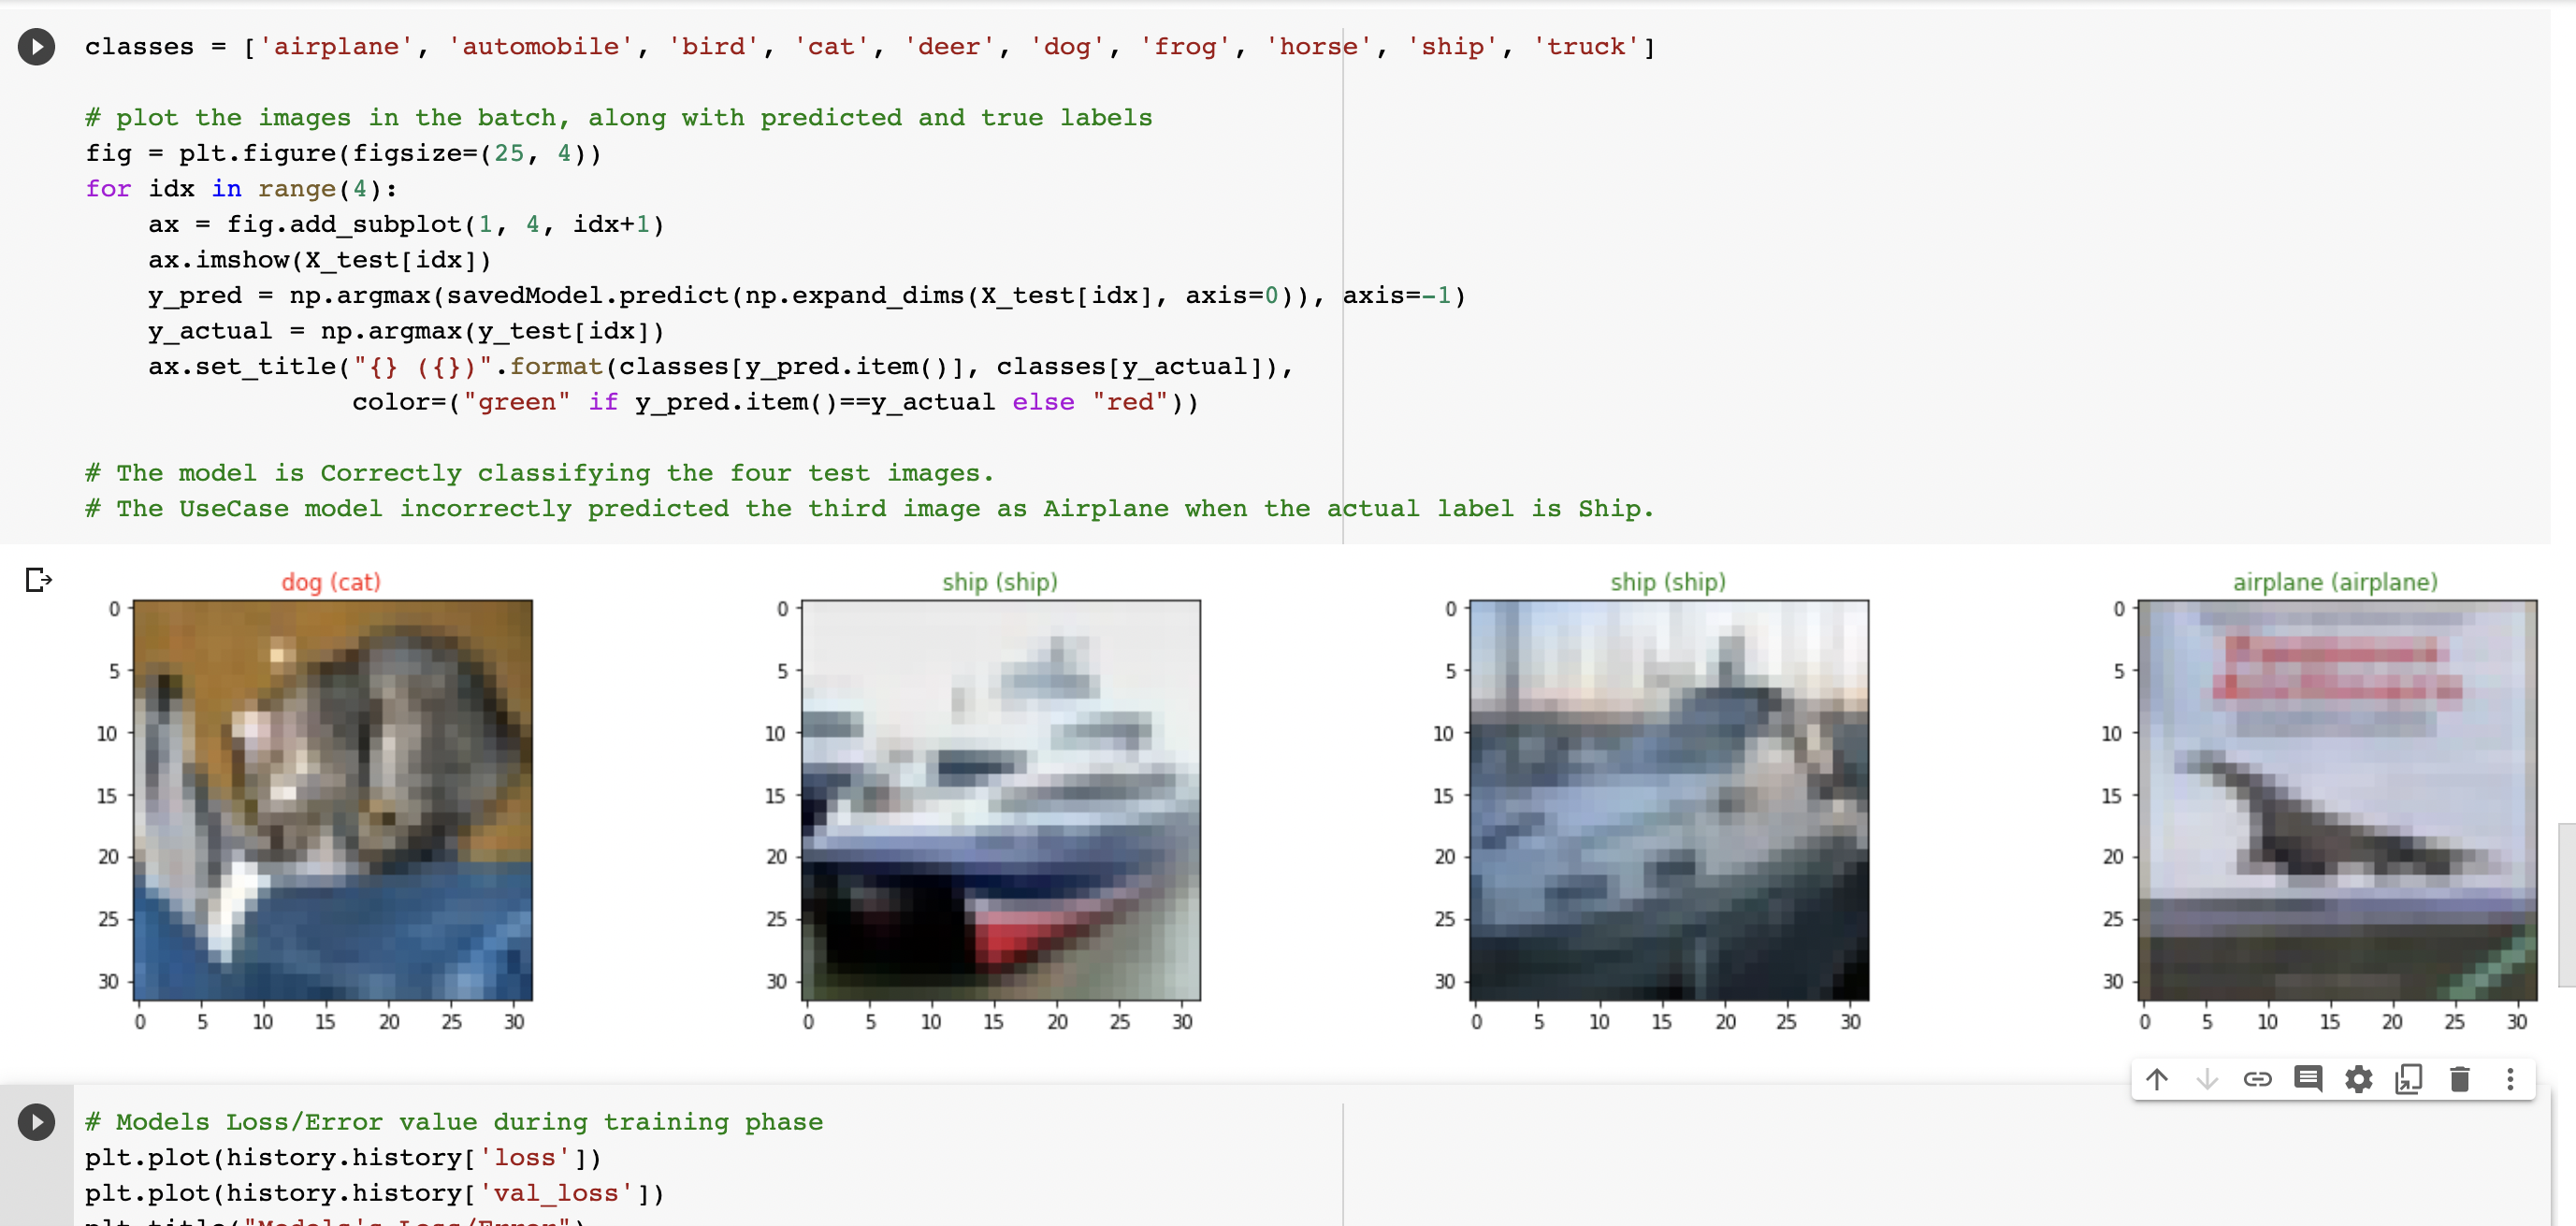 classes = ['airplane', 'automobile', 'bird', 'cat', 'deer', 'dog', 'frog', 'horse', 'ship', 'truck']
# plot the images in the batch, along with predicted and true labels
fig = plt.figure(figsize=(25, 4))
for idx in range(4):
    ax = fig.add_subplot(1, 4, idx+1)
    ax.imshow(X_test[idx])
    y_pred = np.argmax(savedModel.predict(np.expand_dims(X_test[idx], axis=0)), axis=-1)
    y_actual = np.argmax(y_test[idx])
    ax.set_title("{} ({})".format(classes[y_pred.item()], classes[y_actual]),
                 color=("green" if y_pred.item()==y_actual else "red"))
# The model is Correctly classifying the four test images.
# The UseCase model incorrectly predicted the third image as Airplane when the actual label is Ship.
dog (cat)
0
5
10
15
20
25
30
0 5 10 15 20 25 30
ship (ship)
0
5
10
15
20
25
30
0 5 10 15 20 25 30
ship (ship)
0
5
10
15
20
25
30
0 5 10 15 20 25 30
airplane (airplane)
0
5
10
15
20
25
30
0 5 10 15 20 25 30
# Models Loss/Error value during training phase
plt.plot(history.history['loss'])
plt.plot(history.history['val_loss'])
plt.title("Models's Loss/Error")